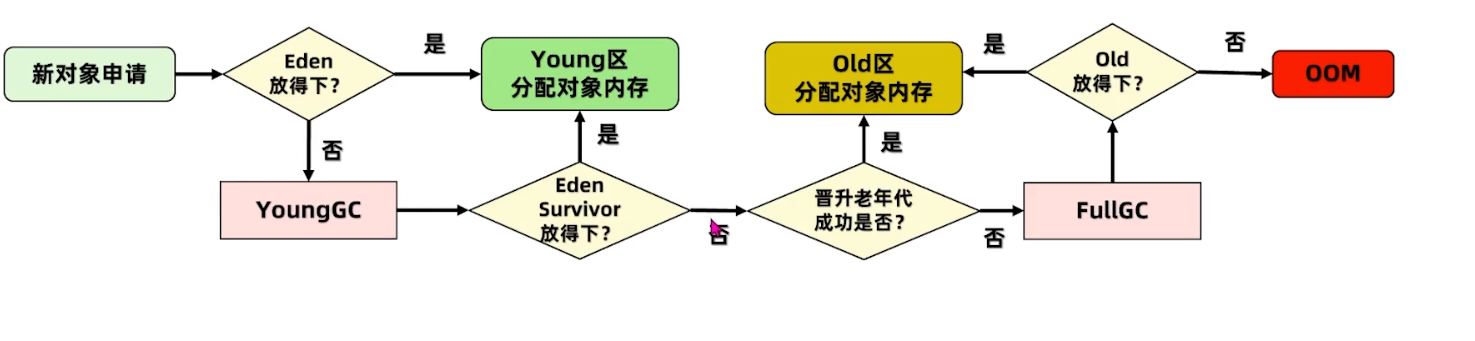 新对象申请
Eden
放得下?
是
Young区
分配对象内存
否
YoungGC
Eden
Survivor
放得下?
是
否
晋升老年代
成功是否?
是
Old区
分配对象内存
否
FullGC
Old
放得下?
是
否
OOM